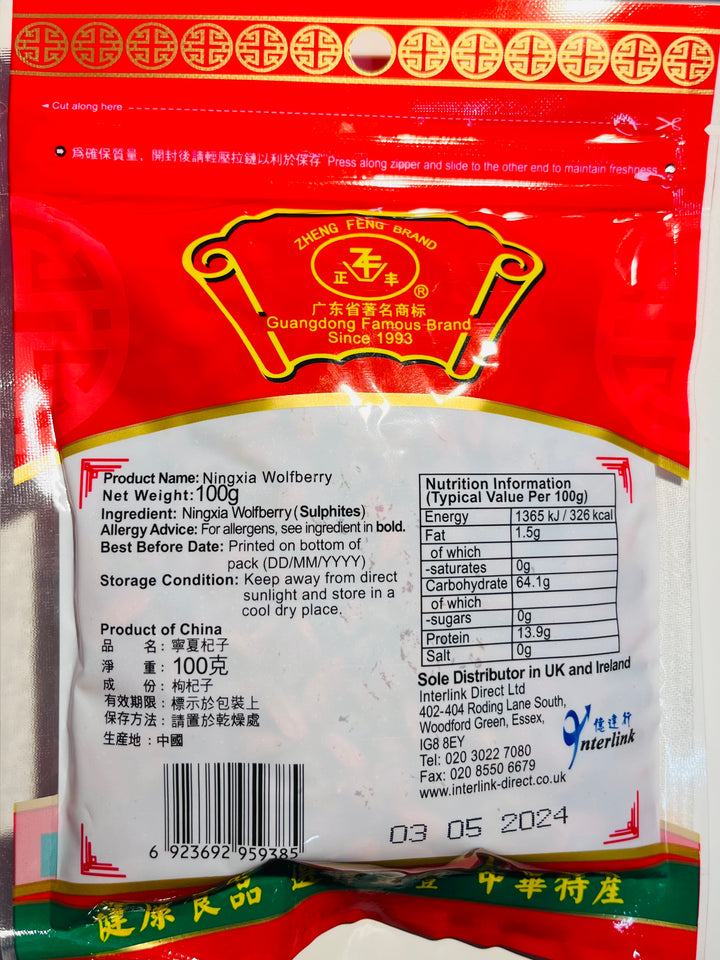 Cut along here
為確保質量，開封後請輕壓拉鏈以利於保存 Press along zipper and slide to the other end to maintain freshness
ZHENG FENG BRAND
正 丰
®
广东省著名商标
Guangdong Famous Brand
Since 1993
Product Name: Ningxia Wolfberry
Net Weight: 100g
Ingredient: Ningxia Wolfberry (Sulphites)
Allergy Advice: For allergens, see ingredient in bold.
Best Before Date: Printed on bottom of
pack (DD/MM/YYYY)
Storage Condition: Keep away from direct
sunlight and store in a
cool dry place.
Product of China
品 名：寧夏杞子
淨 重：100克
成 份：枸杞子
有效期限：標示於包裝上
保存方法：請置於乾燥處
生產地：中國
6 923692 959385
Nutrition Information
(Typical Value Per 100g)
Energy 1365 kJ / 326 kcal
Fat 1.5g
of which
-saturates 0g
Carbohydrate 64.1g
of which
-sugars 0g
Protein 13.9g
Salt 0g
Sole Distributor in UK and Ireland
Interlink Direct Ltd
402-404 Roding Lane South,
Woodford Green, Essex,
IG8 8EY
Tel: 020 3022 7080
Fax: 020 8550 6679
www.interlink-direct.co.uk
億達行
Ynterlink
03 05 2024
健康良品 中華特產